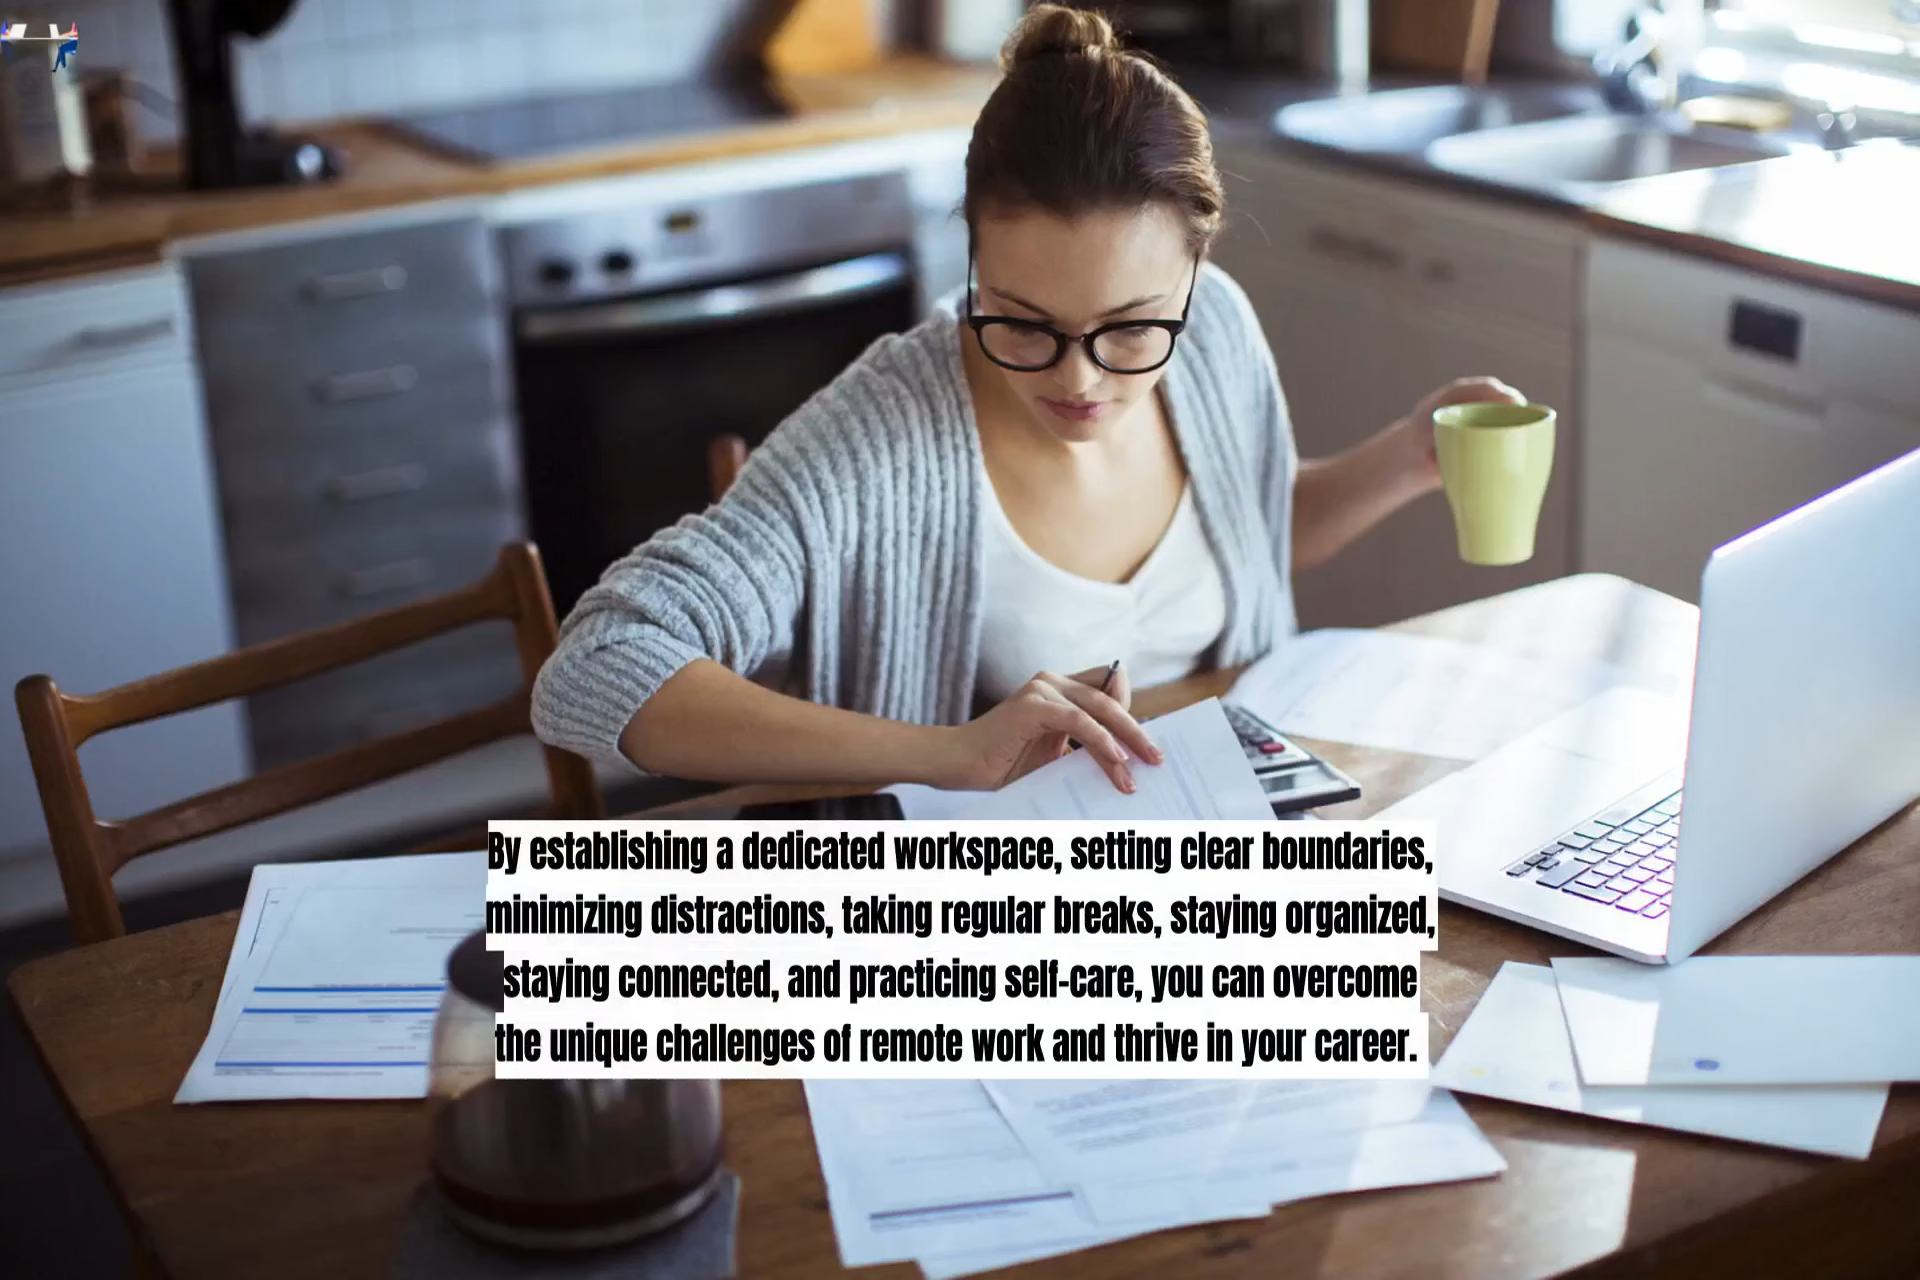 By establishing a dedicated workspace, setting clear boundaries,
minimizing distractions, taking regular breaks, staying organized,
staying connected, and practicing self-care, you can overcome
the unique challenges of remote work and thrive in your career.